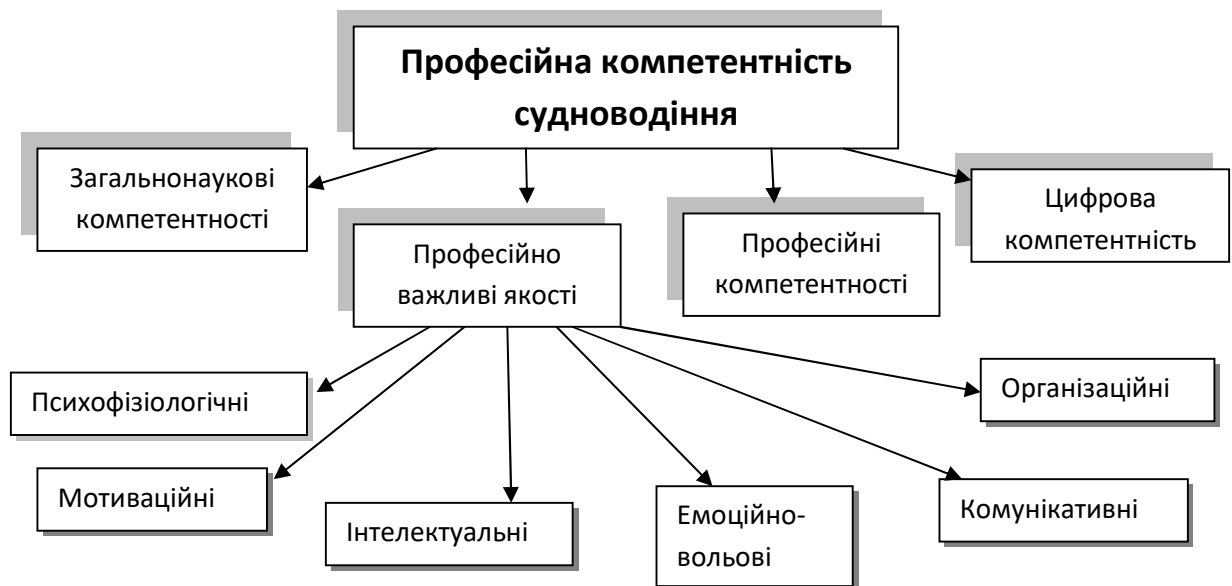 Професійна компетентність
судноводіння
Загальнонаукові
компетентності
Професійно
важливі якості
Професійні
компетентності
Цифрова
компетентність
Психофізіологічні
Мотиваційні
Інтелектуальні
Емоційно-
вольові
Комунікативні
Організаційні